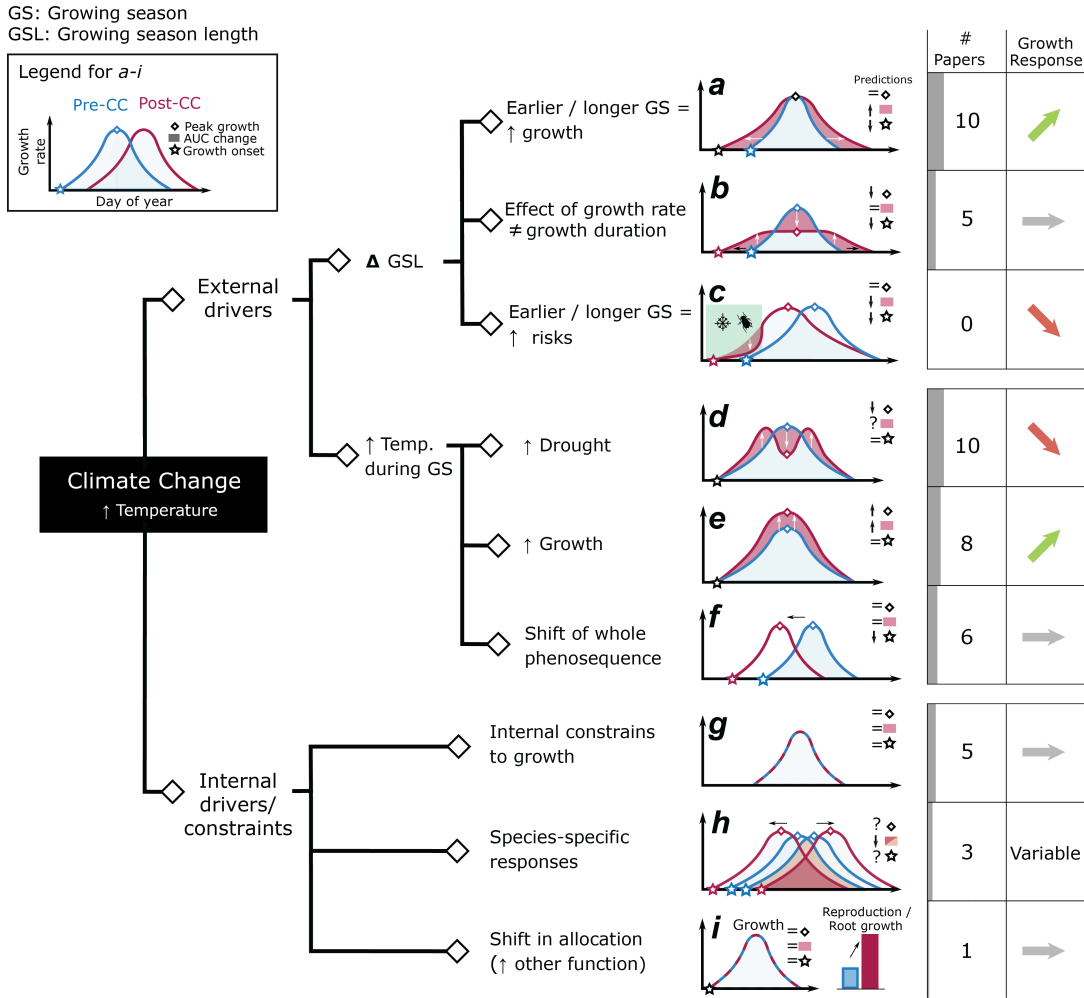 GS: Growing season
GSL: Growing season length
Legend for a-i
Pre-CC Post-CC
Peak growth
AUC change
Growth onset
Growth
rate
Day of year
Climate Change
↑ Temperature
External
drivers
Internal
drivers/
constraints
Δ GSL
↑ Temp.
during GS
Earlier / longer GS =
↑ growth
Effect of growth rate
≠ growth duration
Earlier / longer GS =
↑ risks
↑ Drought
↑ Growth
Shift of whole
phenosequence
Internal constrains
to growth
Species-specific
responses
Shift in allocation
(↑ other function)
a
Predictions
=
↑
↓
b
↓
=
↓
c
=
↓
↓
d
↓
?
=
e
↑
↑
=
f
=
=
↓
g
=
=
=
h
?
↓
?
i
Growth
=
=
=
Reproduction /
Root growth
#
Papers
Growth
Response
10
5
0
10
8
6
5
3 Variable
1